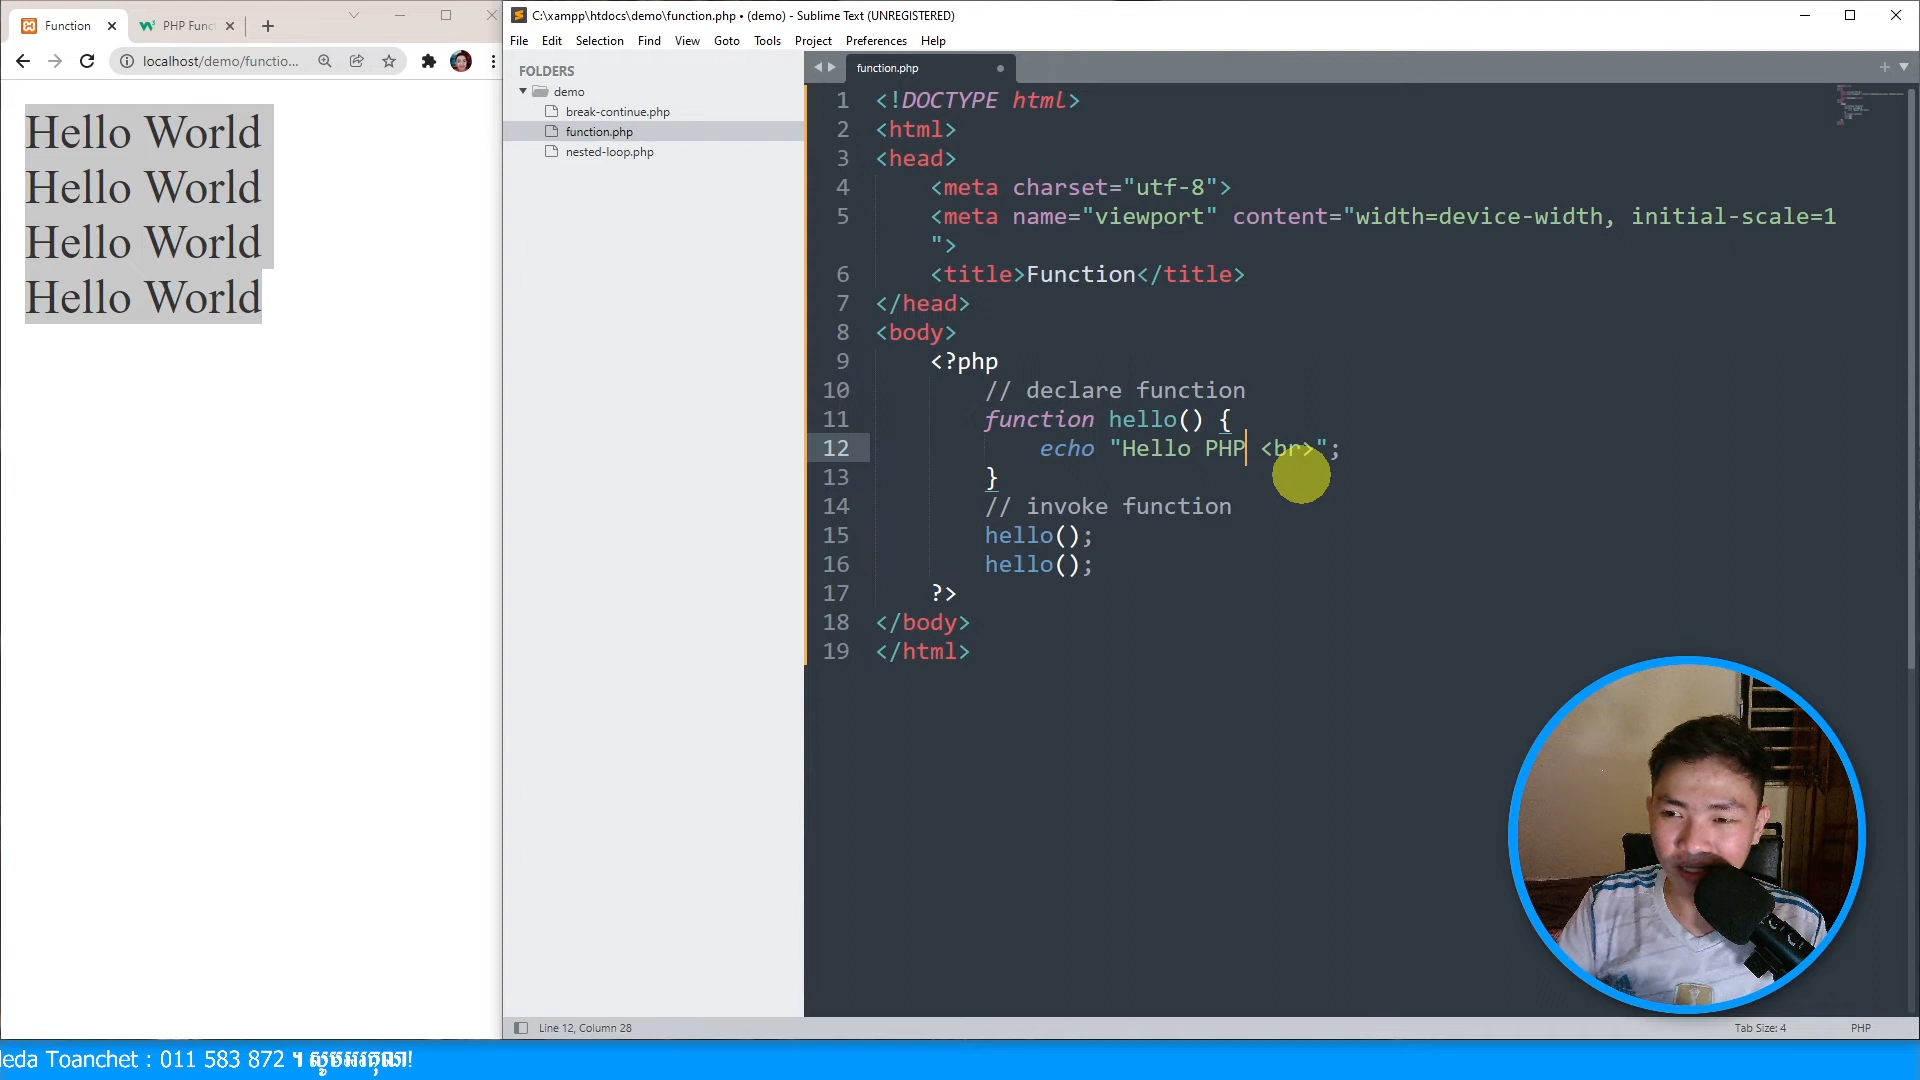 Function
PHP Func
localhost/demo/functio...
Hello World
Hello World
Hello World
Hello World
C:\xampp\htdocs\demo\function.php • (demo) - Sublime Text (UNREGISTERED)
File Edit Selection Find View Goto Tools Project Preferences Help
FOLDERS
demo
break-continue.php
function.php
nested-loop.php
function.php
1 <!DOCTYPE html>
2 <html>
3 <head>
4 <meta charset="utf-8">
5 <meta name="viewport" content="width=device-width, initial-scale=1
">
6 <title>Function</title>
7 </head>
8 <body>
9 <?php
10 // declare function
11 function hello() {
12 echo "Hello PHP <br>";
13 }
14 // invoke function
15 hello();
16 hello();
17 ?>
18 </body>
19 </html>
Line 12, Column 28
Tab Size: 4
PHP
leda Toanchet : 011 583 872 ។ សូមអរគុណ!